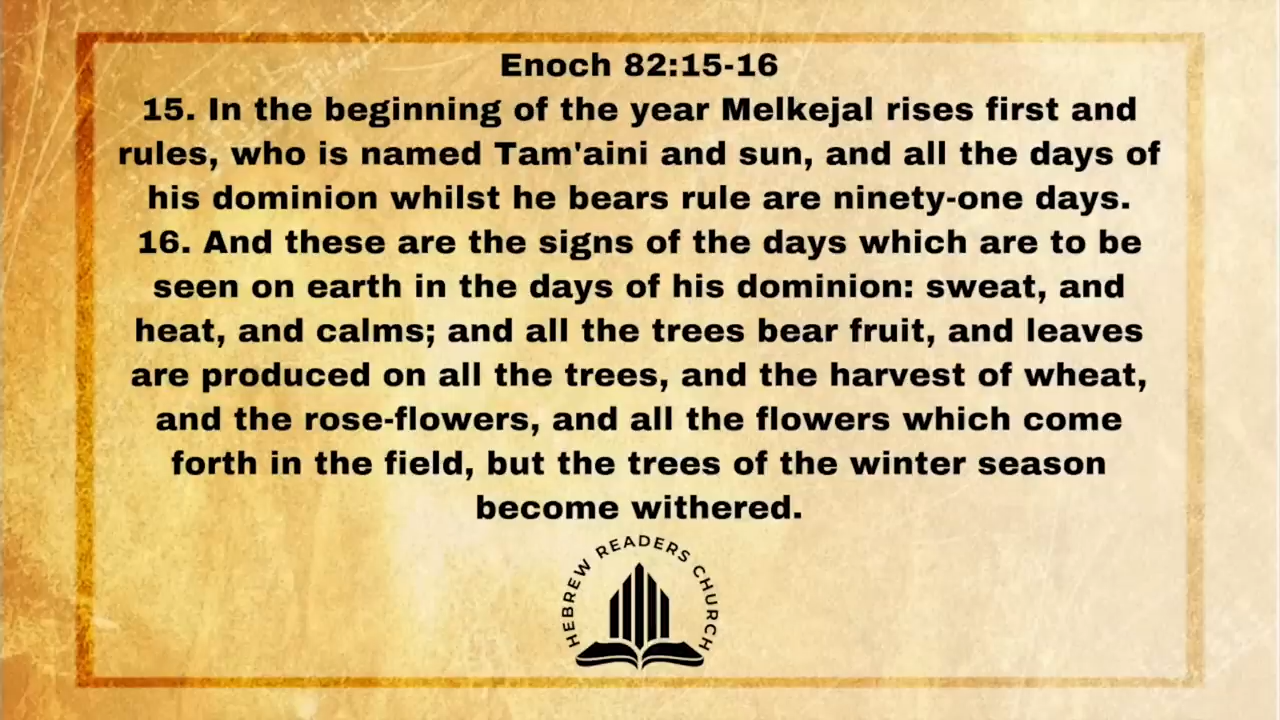 Enoch 82:15-16
15. In the beginning of the year Melkejal rises first and
rules, who is named Tam'aini and sun, and all the days of
his dominion whilst he bears rule are ninety-one days.
16. And these are the signs of the days which are to be
seen on earth in the days of his dominion: sweat, and
heat, and calms; and all the trees bear fruit, and leaves
are produced on all the trees, and the harvest of wheat,
and the rose-flowers, and all the flowers which come
forth in the field, but the trees of the winter season
become withered.
HEBREW READERS CHURCH